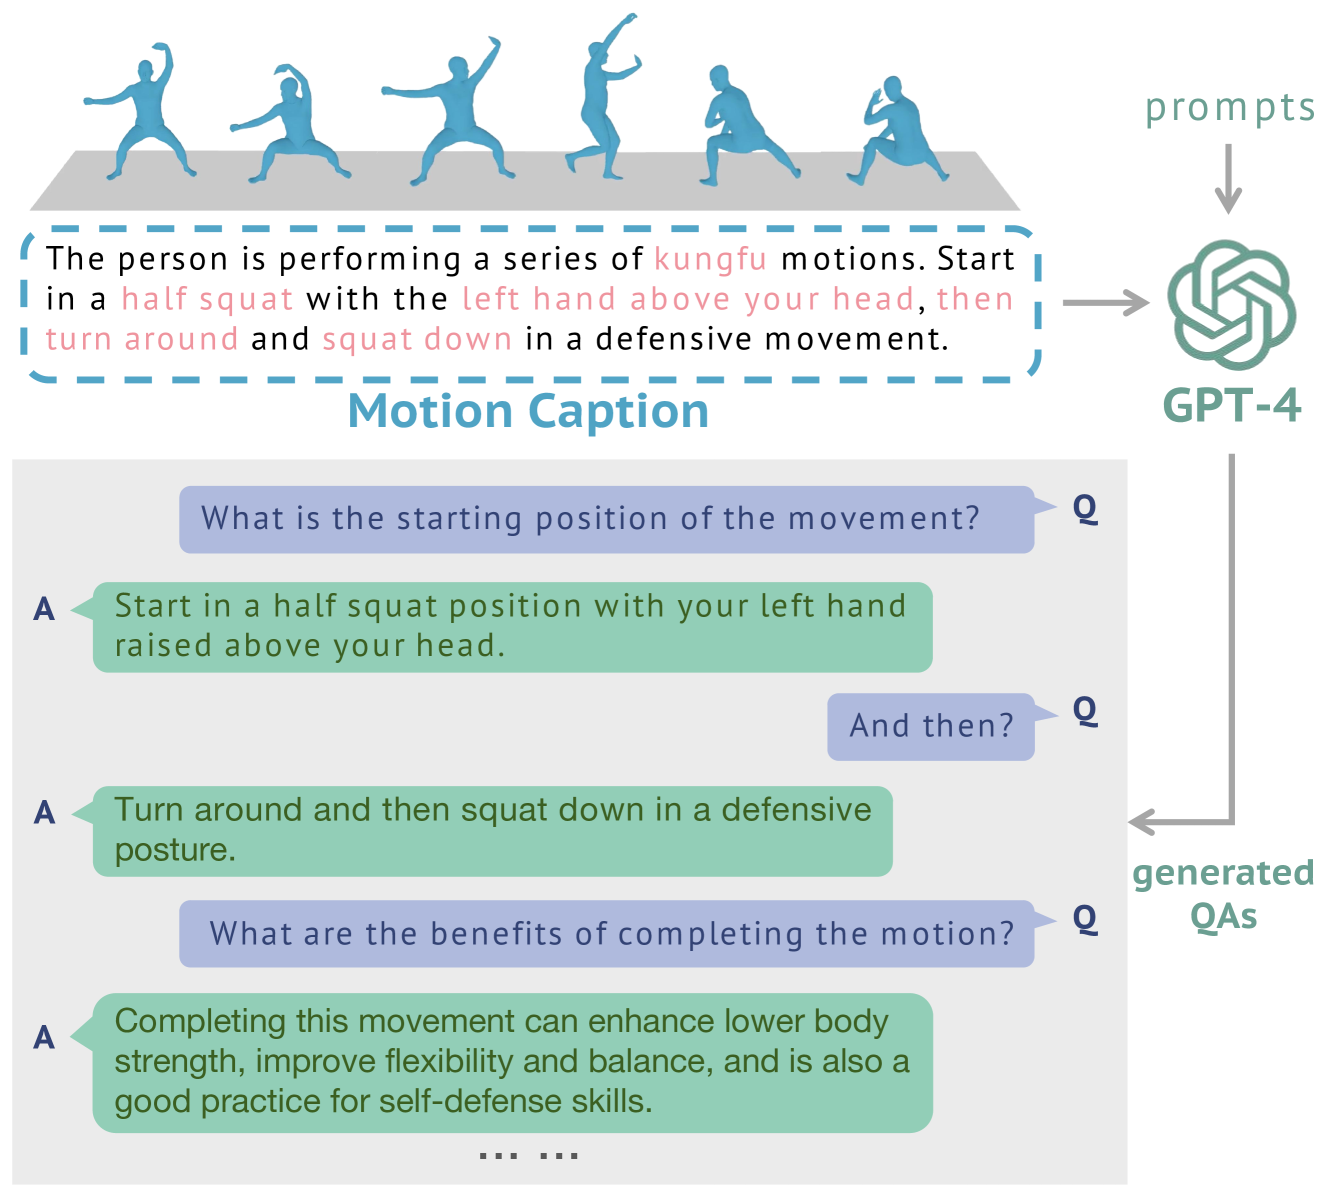 prompts
The person is performing a series of kungfu motions. Start
in a half squat with the left hand above your head, then
turn around and squat down in a defensive movement.
Motion Caption
GPT-4
What is the starting position of the movement?
Q
A
Start in a half squat position with your left hand
raised above your head.
And then?
Q
A
Turn around and then squat down in a defensive
posture.
generated
QAs
What are the benefits of completing the motion?
Q
A
Completing this movement can enhance lower body
strength, improve flexibility and balance, and is also a
good practice for self-defense skills.
... ...